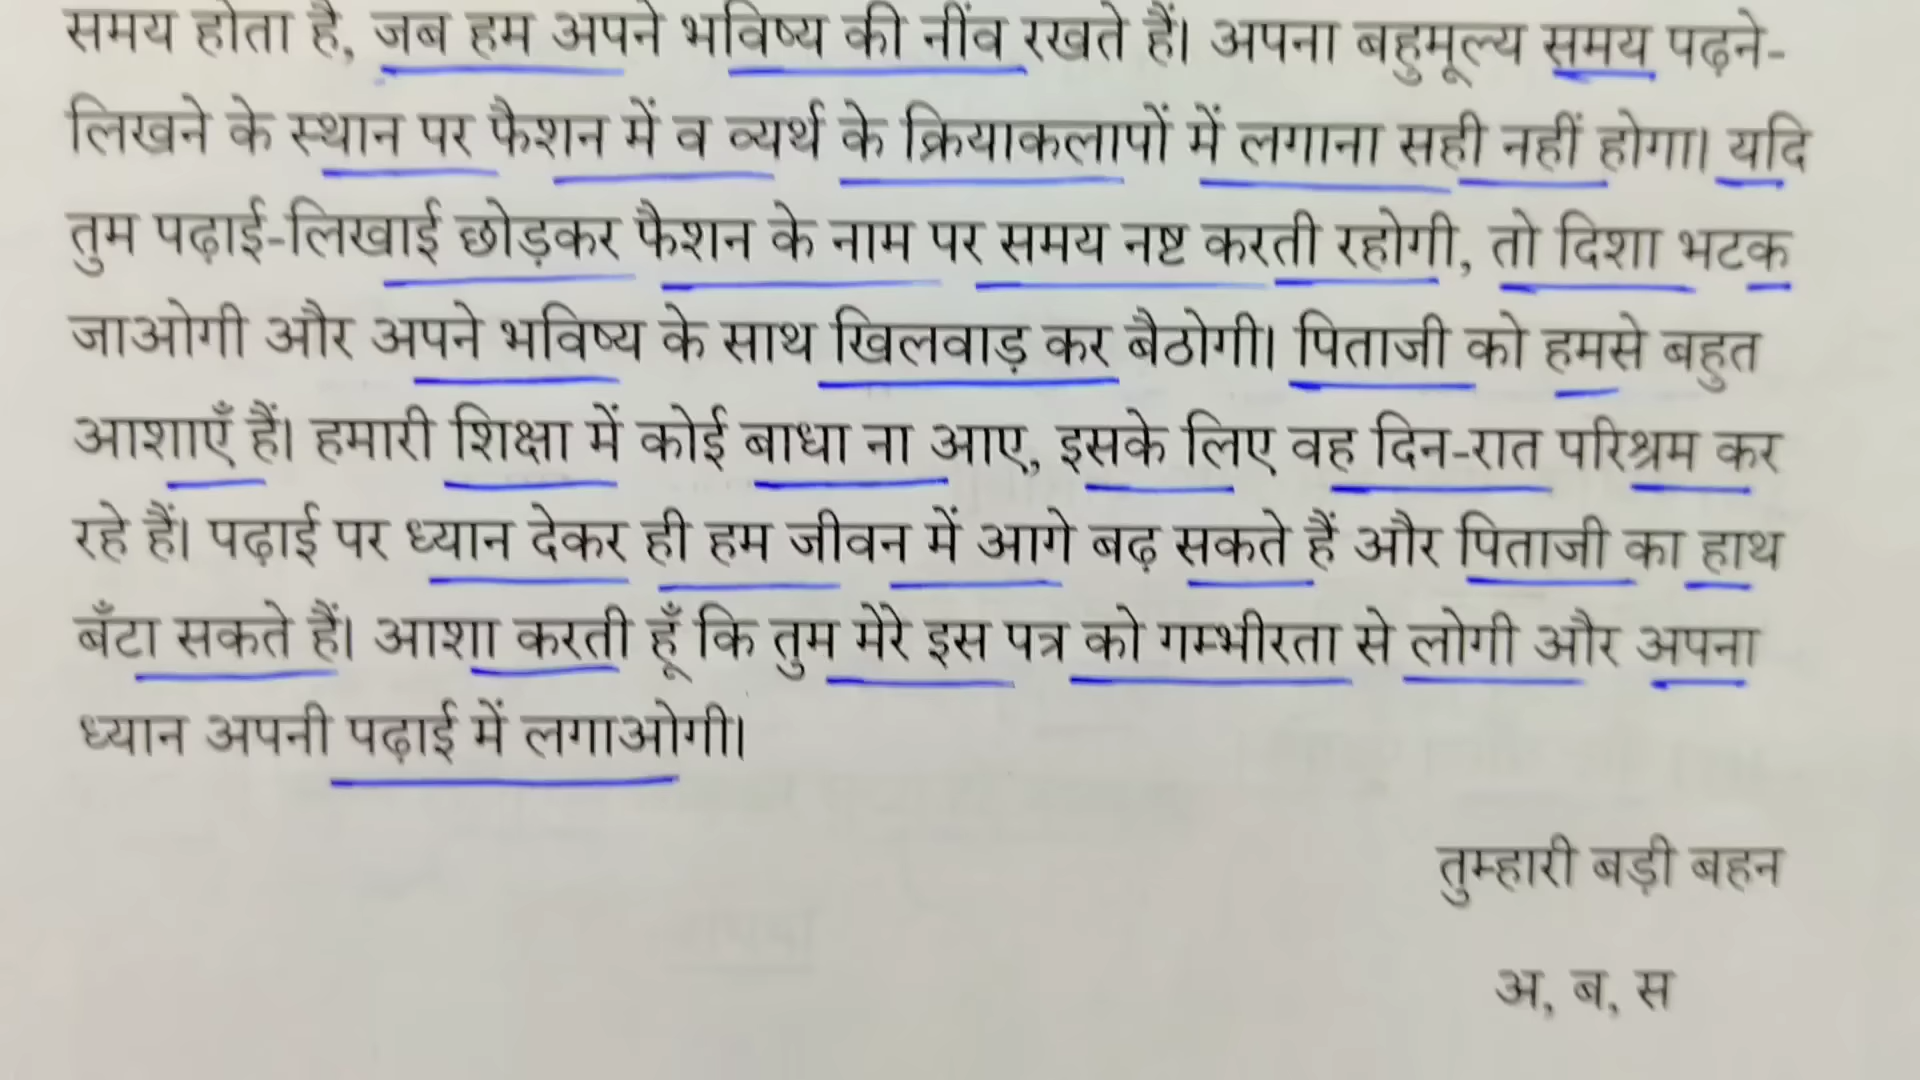 समय होता है, जब हम अपने भविष्य की नींव रखते हैं। अपना बहुमूल्य समय पढ़ने-
लिखने के स्थान पर फैशन में व व्यर्थ के क्रियाकलापों में लगाना सही नहीं होगा। यदि
तुम पढ़ाई-लिखाई छोड़कर फैशन के नाम पर समय नष्ट करती रहोगी, तो दिशा भटक
जाओगी और अपने भविष्य के साथ खिलवाड़ कर बैठोगी। पिताजी को हमसे बहुत
आशाएँ हैं। हमारी शिक्षा में कोई बाधा ना आए, इसके लिए वह दिन-रात परिश्रम कर
रहे हैं। पढ़ाई पर ध्यान देकर ही हम जीवन में आगे बढ़ सकते हैं और पिताजी का हाथ
बँटा सकते हैं। आशा करती हूँ कि तुम मेरे इस पत्र को गम्भीरता से लोगी और अपना
ध्यान अपनी पढ़ाई में लगाओगी।
तुम्हारी बड़ी बहन
अ, ब, स